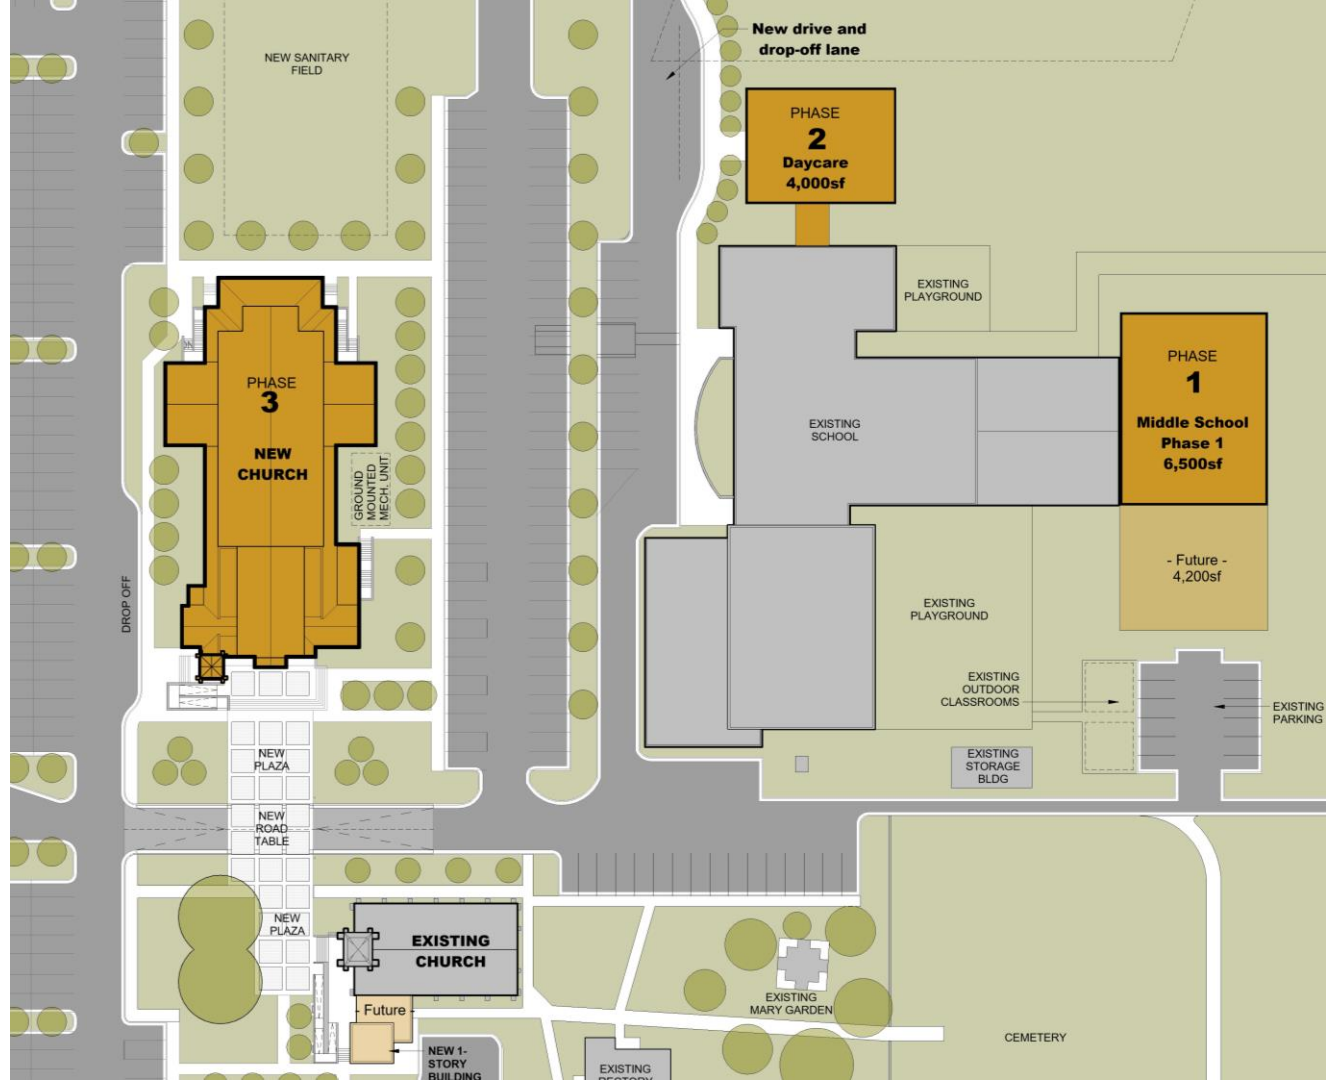 New drive and
drop-off lane
NEW SANITARY
FIELD
PHASE
2
Daycare
4,000sf
EXISTING
PLAYGROUND
PHASE
1
Middle School
Phase 1
6,500sf
PHASE
3
NEW
CHURCH
EXISTING
SCHOOL
GROUND
MOUNTED
MECH. UNIT
- Future -
4,200sf
DROP OFF
EXISTING
PLAYGROUND
EXISTING
OUTDOOR
CLASSROOMS
EXISTING
PARKING
NEW
PLAZA
EXISTING
STORAGE
BLDG
NEW
ROAD
TABLE
NEW
PLAZA
EXISTING
CHURCH
- Future -
EXISTING
MARY GARDEN
CEMETERY
NEW 1-
STORY
BUILDING
EXISTING
RECTORY